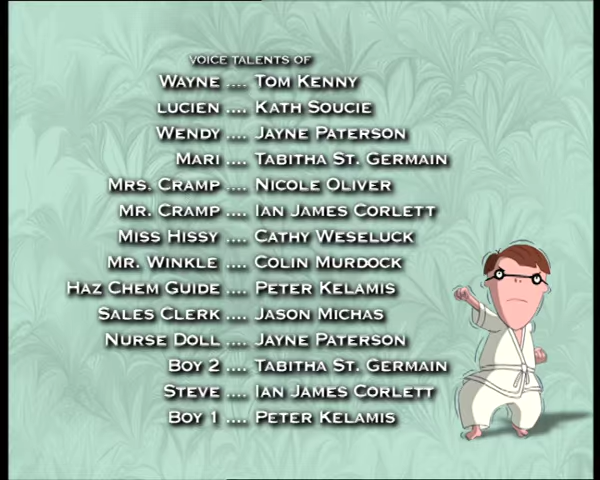 VOICE TALENTS OF
WAYNE .... TOM KENNY
LUCIEN .... KATH SOUCIE
WENDY .... JAYNE PATERSON
MARI .... TABITHA ST. GERMAIN
MRS. CRAMP .... NICOLE OLIVER
MR. CRAMP .... IAN JAMES CORLETT
MISS HISSY .... CATHY WESELUCK
MR. WINKLE .... COLIN MURDOCK
HAZ CHEM GUIDE .... PETER KELAMIS
SALES CLERK .... JASON MICHAS
NURSE DOLL .... JAYNE PATERSON
BOY 2 .... TABITHA ST. GERMAIN
STEVE .... IAN JAMES CORLETT
BOY 1 .... PETER KELAMIS